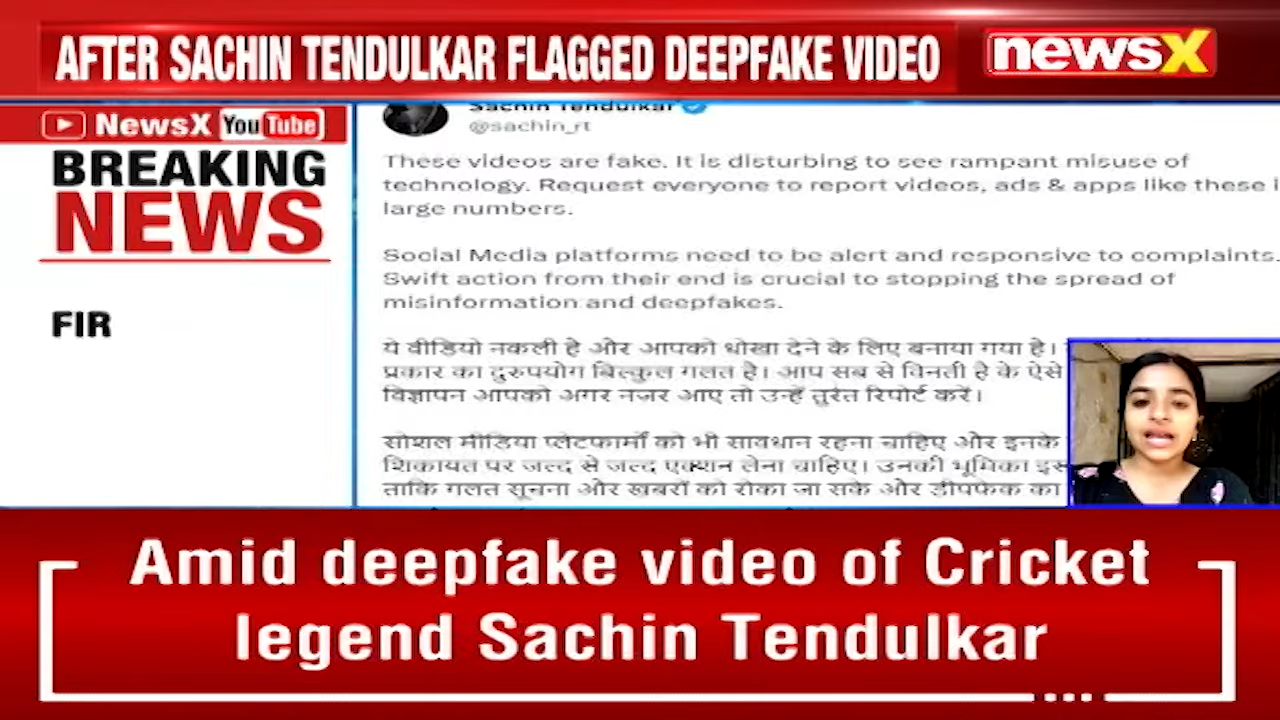 AFTER SACHIN TENDULKAR FLAGGED DEEPFAKE VIDEO
newsX
NewsX YouTube
BREAKING
NEWS
FIR
Sachin Tendulkar
@sachin_rt
These videos are fake. It is disturbing to see rampant misuse of
technology. Request everyone to report videos, ads & apps like these
large numbers.
Social Media platforms need to be alert and responsive to complaints.
Swift action from their end is crucial to stopping the spread of
misinformation and deepfakes.
ये वीडियो नकली है और आपको धोखा देने के लिए बनाया गया है।
प्रकार का दुरुपयोग बिल्कुल गलत है। आप सब से विनती है के ऐसे
विज्ञापन आपको अगर नज़र आए तो उन्हें तुरंत रिपोर्ट करें।
सोशल मीडिया प्लेटफार्मों को भी सावधान रहना चाहिए और इनके
शिकायत पर जल्द से जल्द एक्शन लेना चाहिए। उनकी भूमिका इस
ताकि गलत सूचना और खबरों को रोका जा सके और डीपफेक का
Amid deepfake video of Cricket
legend Sachin Tendulkar